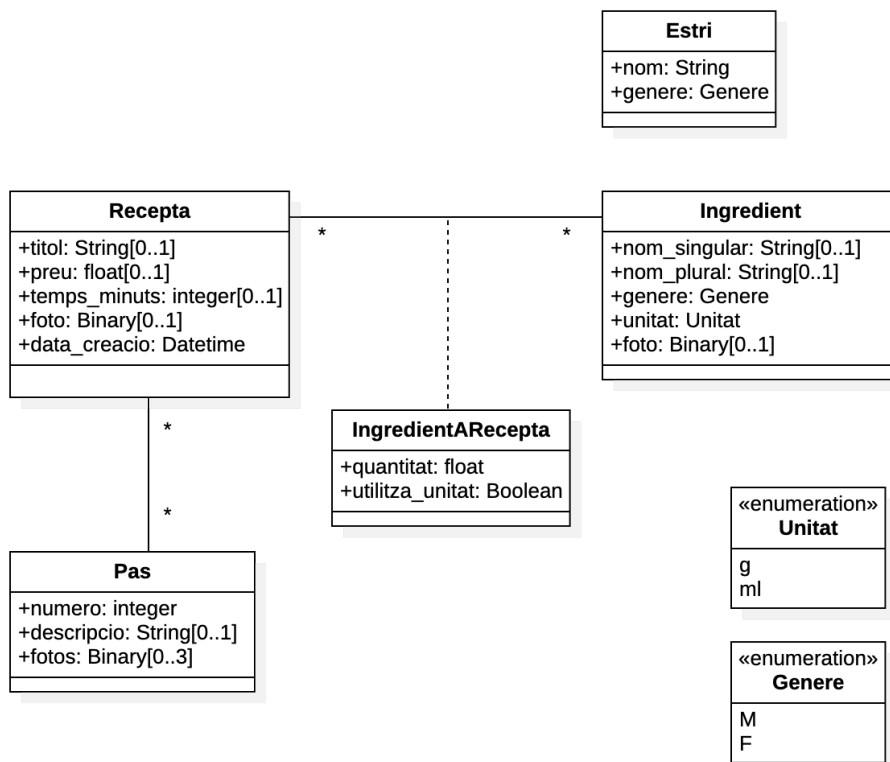 Estri
+nom: String
+genere: Genere
Recepta
+titol: String[0..1]
+preu: float[0..1]
+temps_minuts: integer[0..1]
+foto: Binary[0..1]
+data_creacio: Datetime
*
*
Ingredient
+nom_singular: String[0..1]
+nom_plural: String[0..1]
+genere: Genere
+unitat: Unitat
+foto: Binary[0..1]
*
*
IngredientARecepta
+quantitat: float
+utilitza_unitat: Boolean
Pas
+numero: integer
+descripcio: String[0..1]
+fotos: Binary[0..3]
«enumeration»
Unitat
g
ml
«enumeration»
Genere
M
F